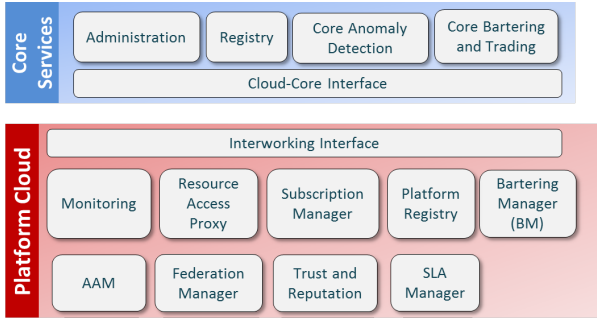 Core
Services
Administration
Registry
Core Anomaly
Detection
Core Bartering
and Trading
Cloud-Core Interface
Platform Cloud
Interworking Interface
Monitoring
Resource
Access
Proxy
Subscription
Manager
Platform
Registry
Bartering
Manager
(BM)
AAM
Federation
Manager
Trust and
Reputation
SLA
Manager